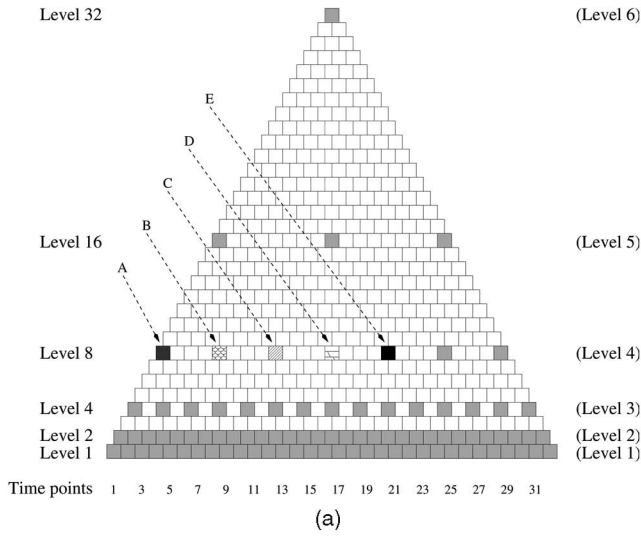 Level 32 (Level 6)
E
D
C
B
Level 16 (Level 5)
A
Level 8 (Level 4)
Level 4 (Level 3)
Level 2 (Level 2)
Level 1 (Level 1)
Time points 1 3 5 7 9 11 13 15 17 19 21 23 25 27 29 31
(a)